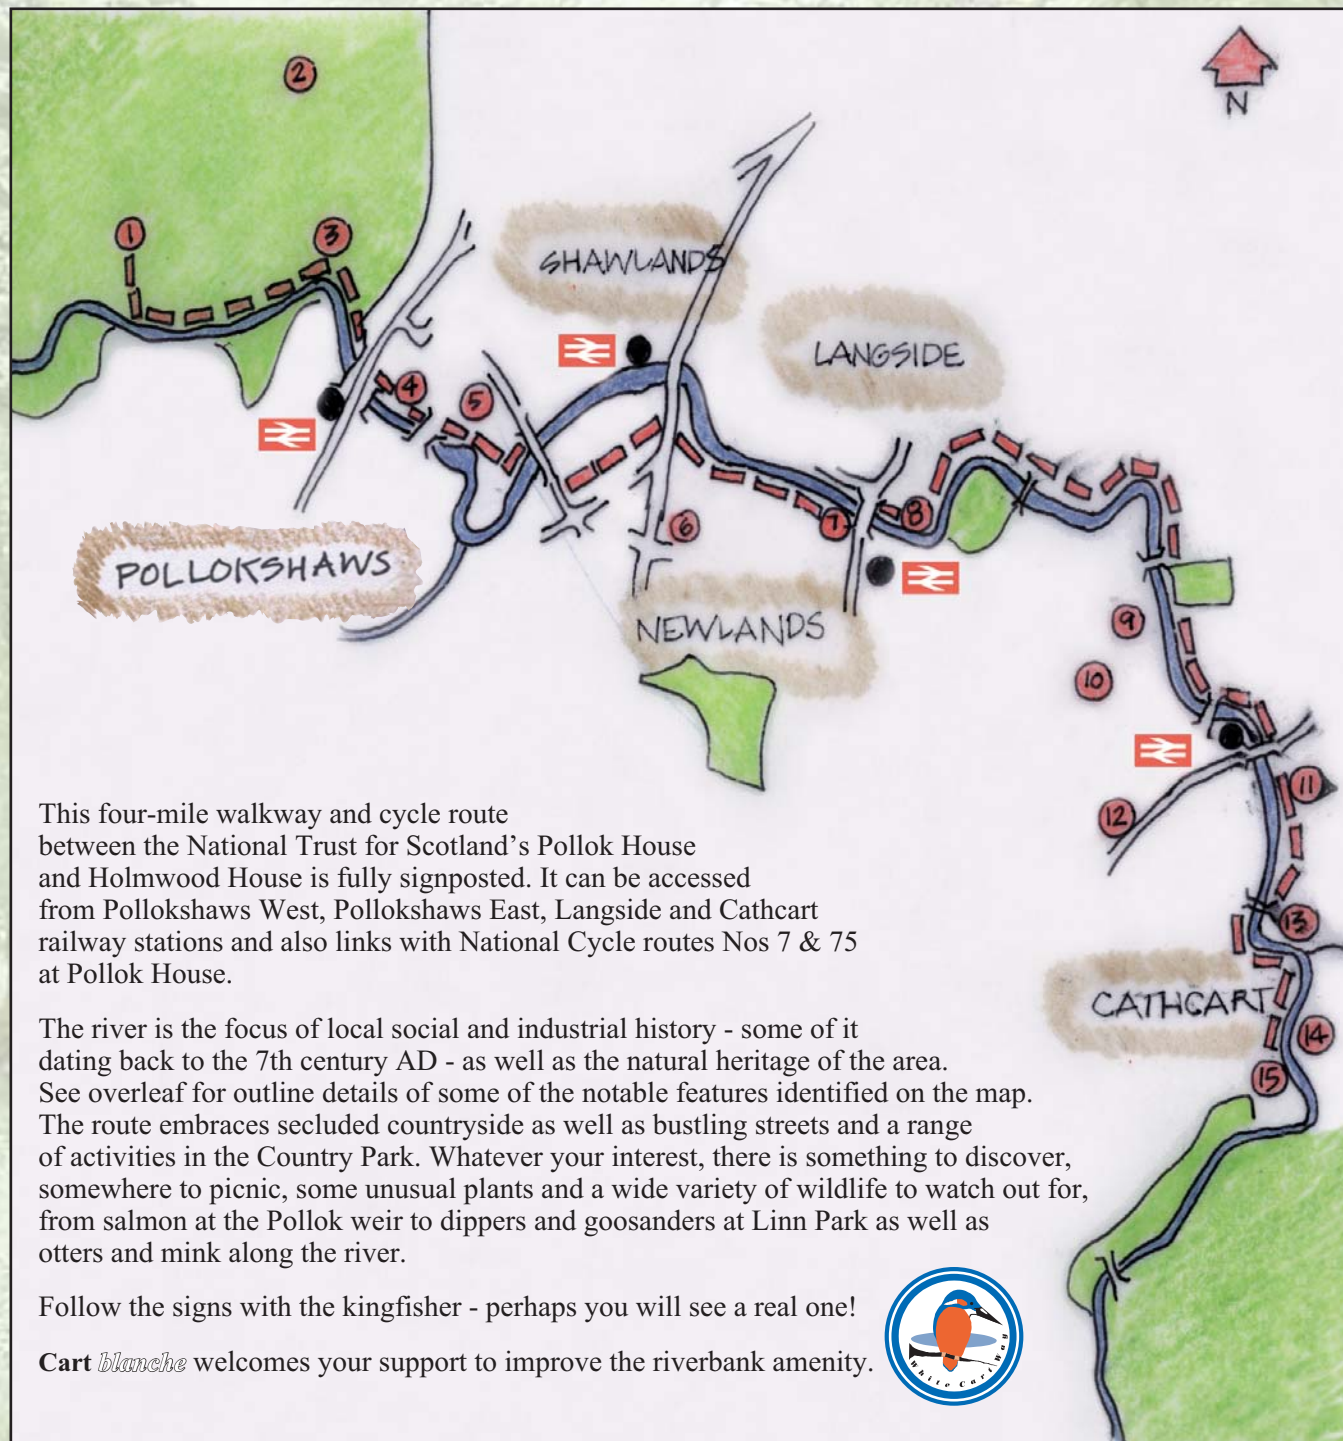 N
2
1
3
SHAWLANDS
LANGSIDE
4
5
6
7
8
POLLOKSHAWS
NEWLANDS
9
10
11
12
13
CATHCART
14
15
This four-mile walkway and cycle route
between the National Trust for Scotland's Pollok House
and Holmwood House is fully signposted. It can be accessed
from Pollokshaws West, Pollokshaws East, Langside and Cathcart
railway stations and also links with National Cycle routes Nos 7 & 75
at Pollok House.
The river is the focus of local social and industrial history - some of it
dating back to the 7th century AD - as well as the natural heritage of the area.
See overleaf for outline details of some of the notable features identified on the map.
The route embraces secluded countryside as well as bustling streets and a range
of activities in the Country Park. Whatever your interest, there is something to discover,
somewhere to picnic, some unusual plants and a wide variety of wildlife to watch out for,
from salmon at the Pollok weir to dippers and goosanders at Linn Park as well as
otters and mink along the river.
Follow the signs with the kingfisher - perhaps you will see a real one!
Cart blanche welcomes your support to improve the riverbank amenity.
White Cart Way